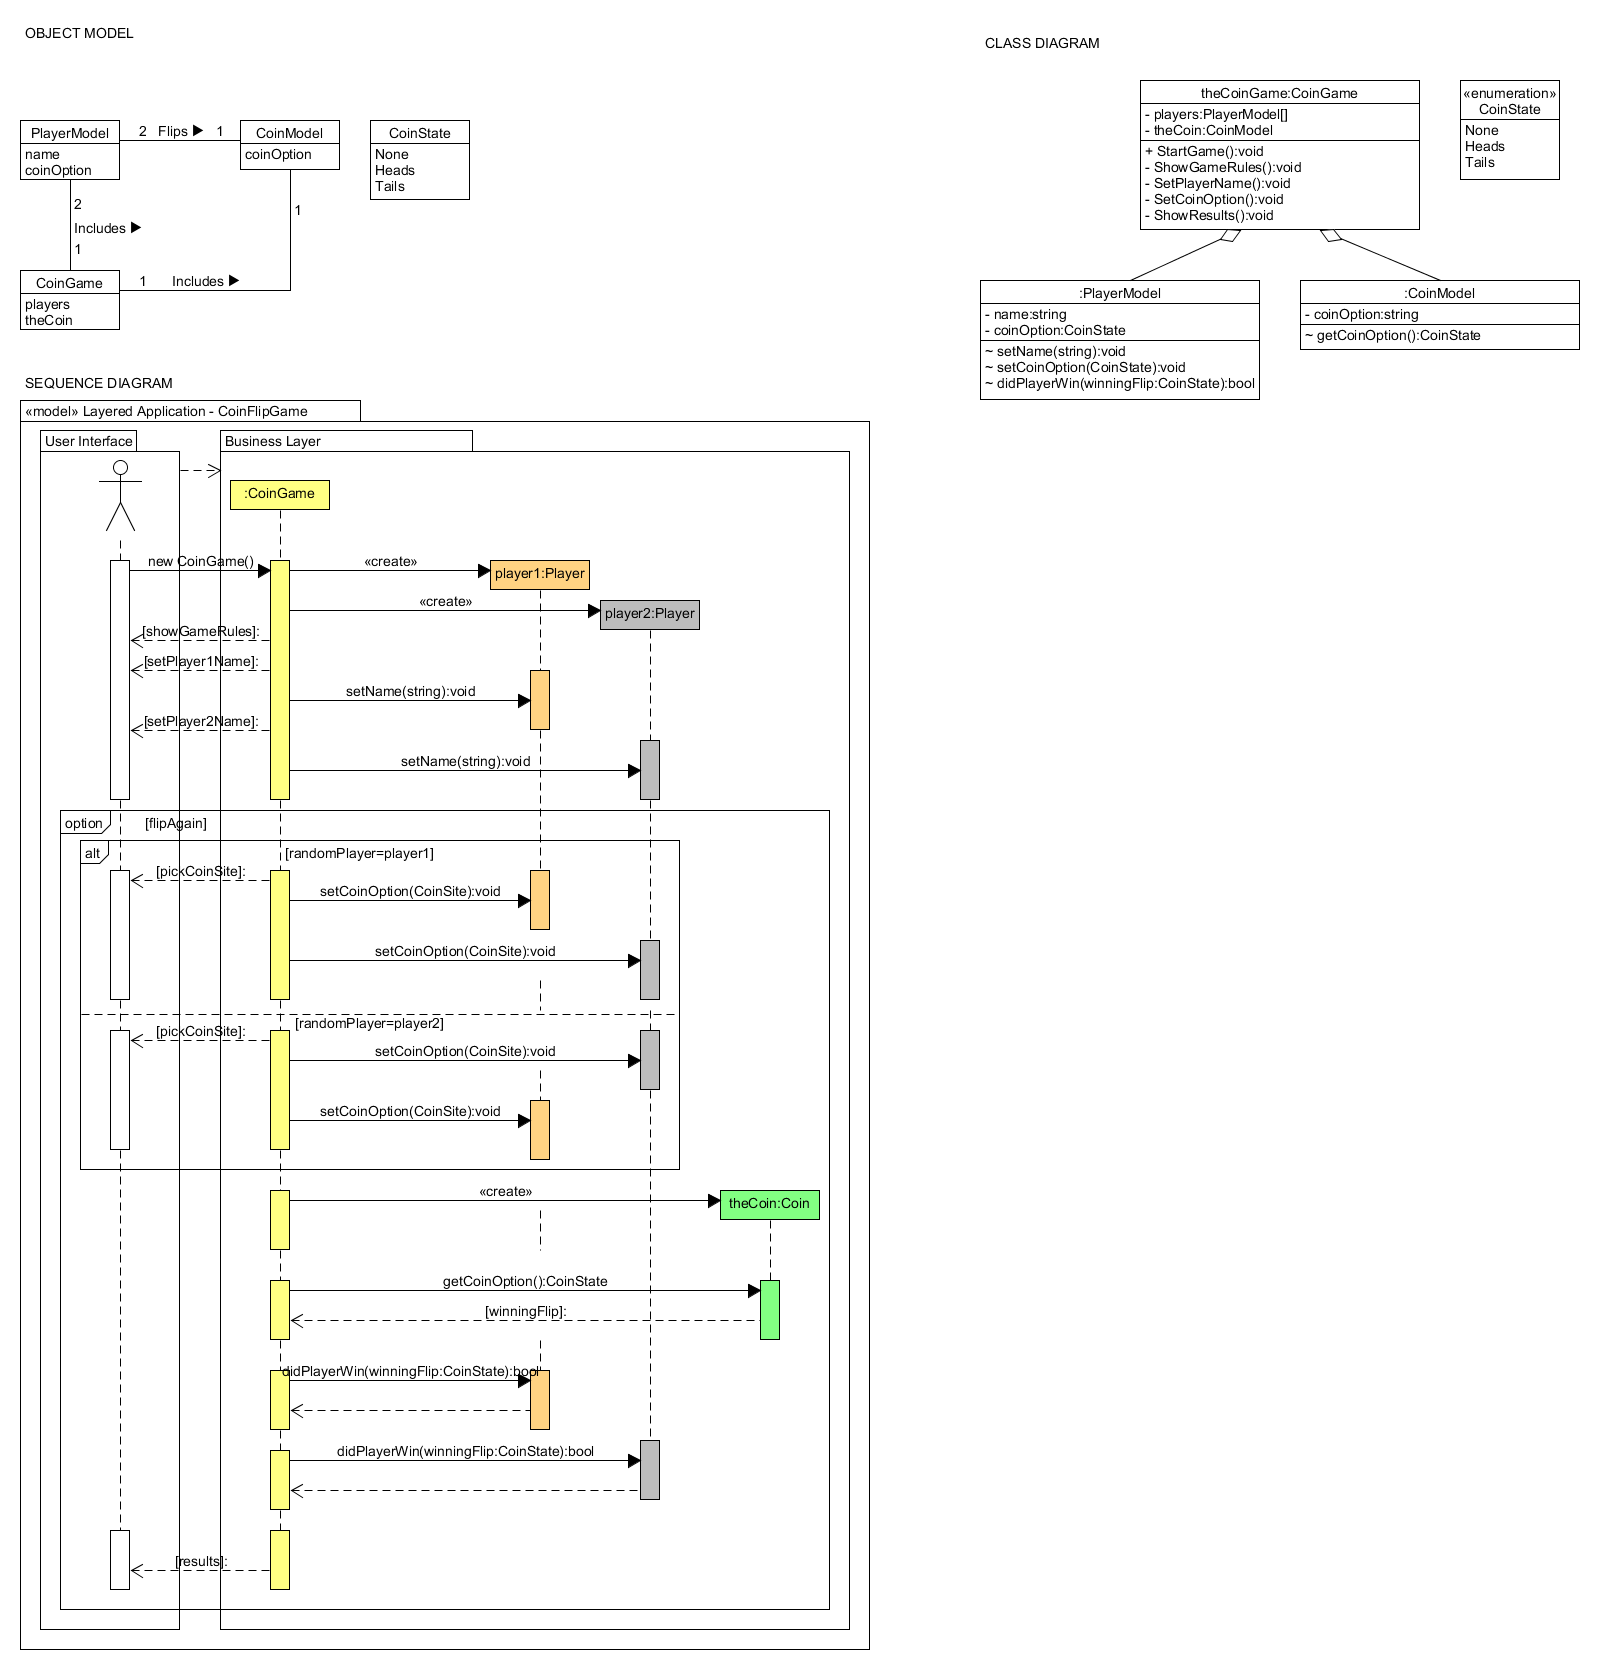 OBJECT MODEL
PlayerModel
name
coinOption
2 Flips ▶ 1
CoinModel
coinOption
CoinState
None
Heads
Tails
2
Includes ▶
1
1
CoinGame
players
theCoin
1 Includes ▶
CLASS DIAGRAM
theCoinGame:CoinGame
- players:PlayerModel[]
- theCoin:CoinModel
+ StartGame():void
- ShowGameRules():void
- SetPlayerName():void
- SetCoinOption():void
- ShowResults():void
«enumeration»
CoinState
None
Heads
Tails
:PlayerModel
- name:string
- coinOption:CoinState
~ setName(string):void
~ setCoinOption(CoinState):void
~ didPlayerWin(winningFlip:CoinState):bool
:CoinModel
- coinOption:string
~ getCoinOption():CoinState
SEQUENCE DIAGRAM
«model» Layered Application - CoinFlipGame
User Interface
Business Layer
:CoinGame
new CoinGame()
«create»
player1:Player
«create»
player2:Player
[showGameRules]:
[setPlayer1Name]:
setName(string):void
[setPlayer2Name]:
setName(string):void
option
[flipAgain]
alt
[randomPlayer=player1]
[pickCoinSite]:
setCoinOption(CoinSite):void
setCoinOption(CoinSite):void
[randomPlayer=player2]
[pickCoinSite]:
setCoinOption(CoinSite):void
setCoinOption(CoinSite):void
«create»
theCoin:Coin
getCoinOption():CoinState
[winningFlip]:
didPlayerWin(winningFlip:CoinState):bool
didPlayerWin(winningFlip:CoinState):bool
[results]: